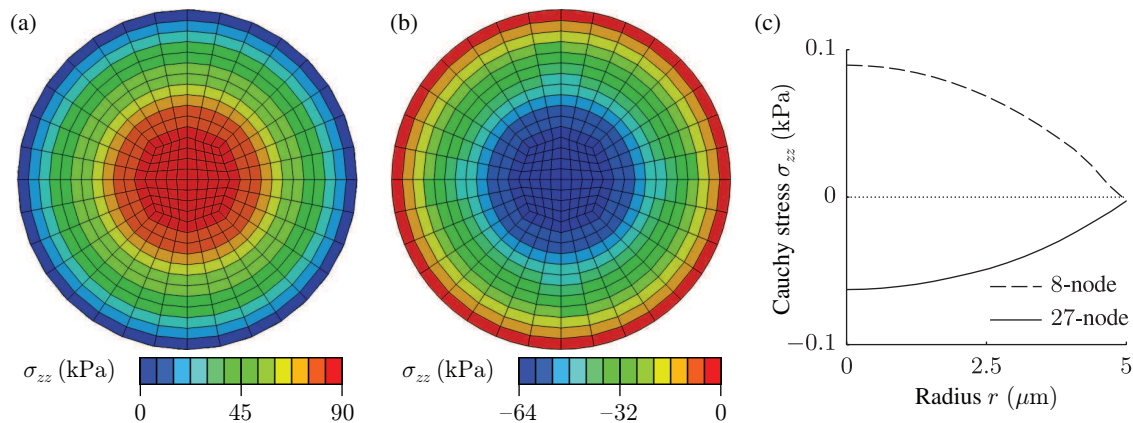 (a)
σzz (kPa)
0 45 90
(b)
σzz (kPa)
−64 −32 0
(c)
Cauchy stress σzz (kPa)
0.1
0
−0.1
8-node
27-node
0 2.5 5
Radius r (μm)